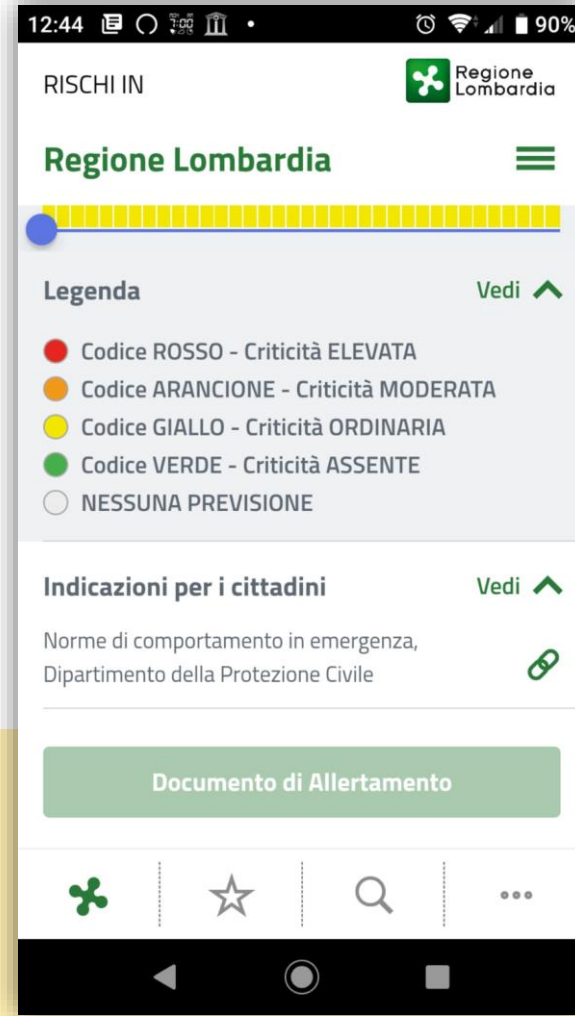 12:44 7:00 90%
RISCHI IN
Regione
Lombardia
Regione Lombardia
Legenda Vedi
Codice ROSSO - Criticità ELEVATA
Codice ARANCIONE - Criticità MODERATA
Codice GIALLO - Criticità ORDINARIA
Codice VERDE - Criticità ASSENTE
NESSUNA PREVISIONE
Indicazioni per i cittadini Vedi
Norme di comportamento in emergenza,
Dipartimento della Protezione Civile
Documento di Allertamento